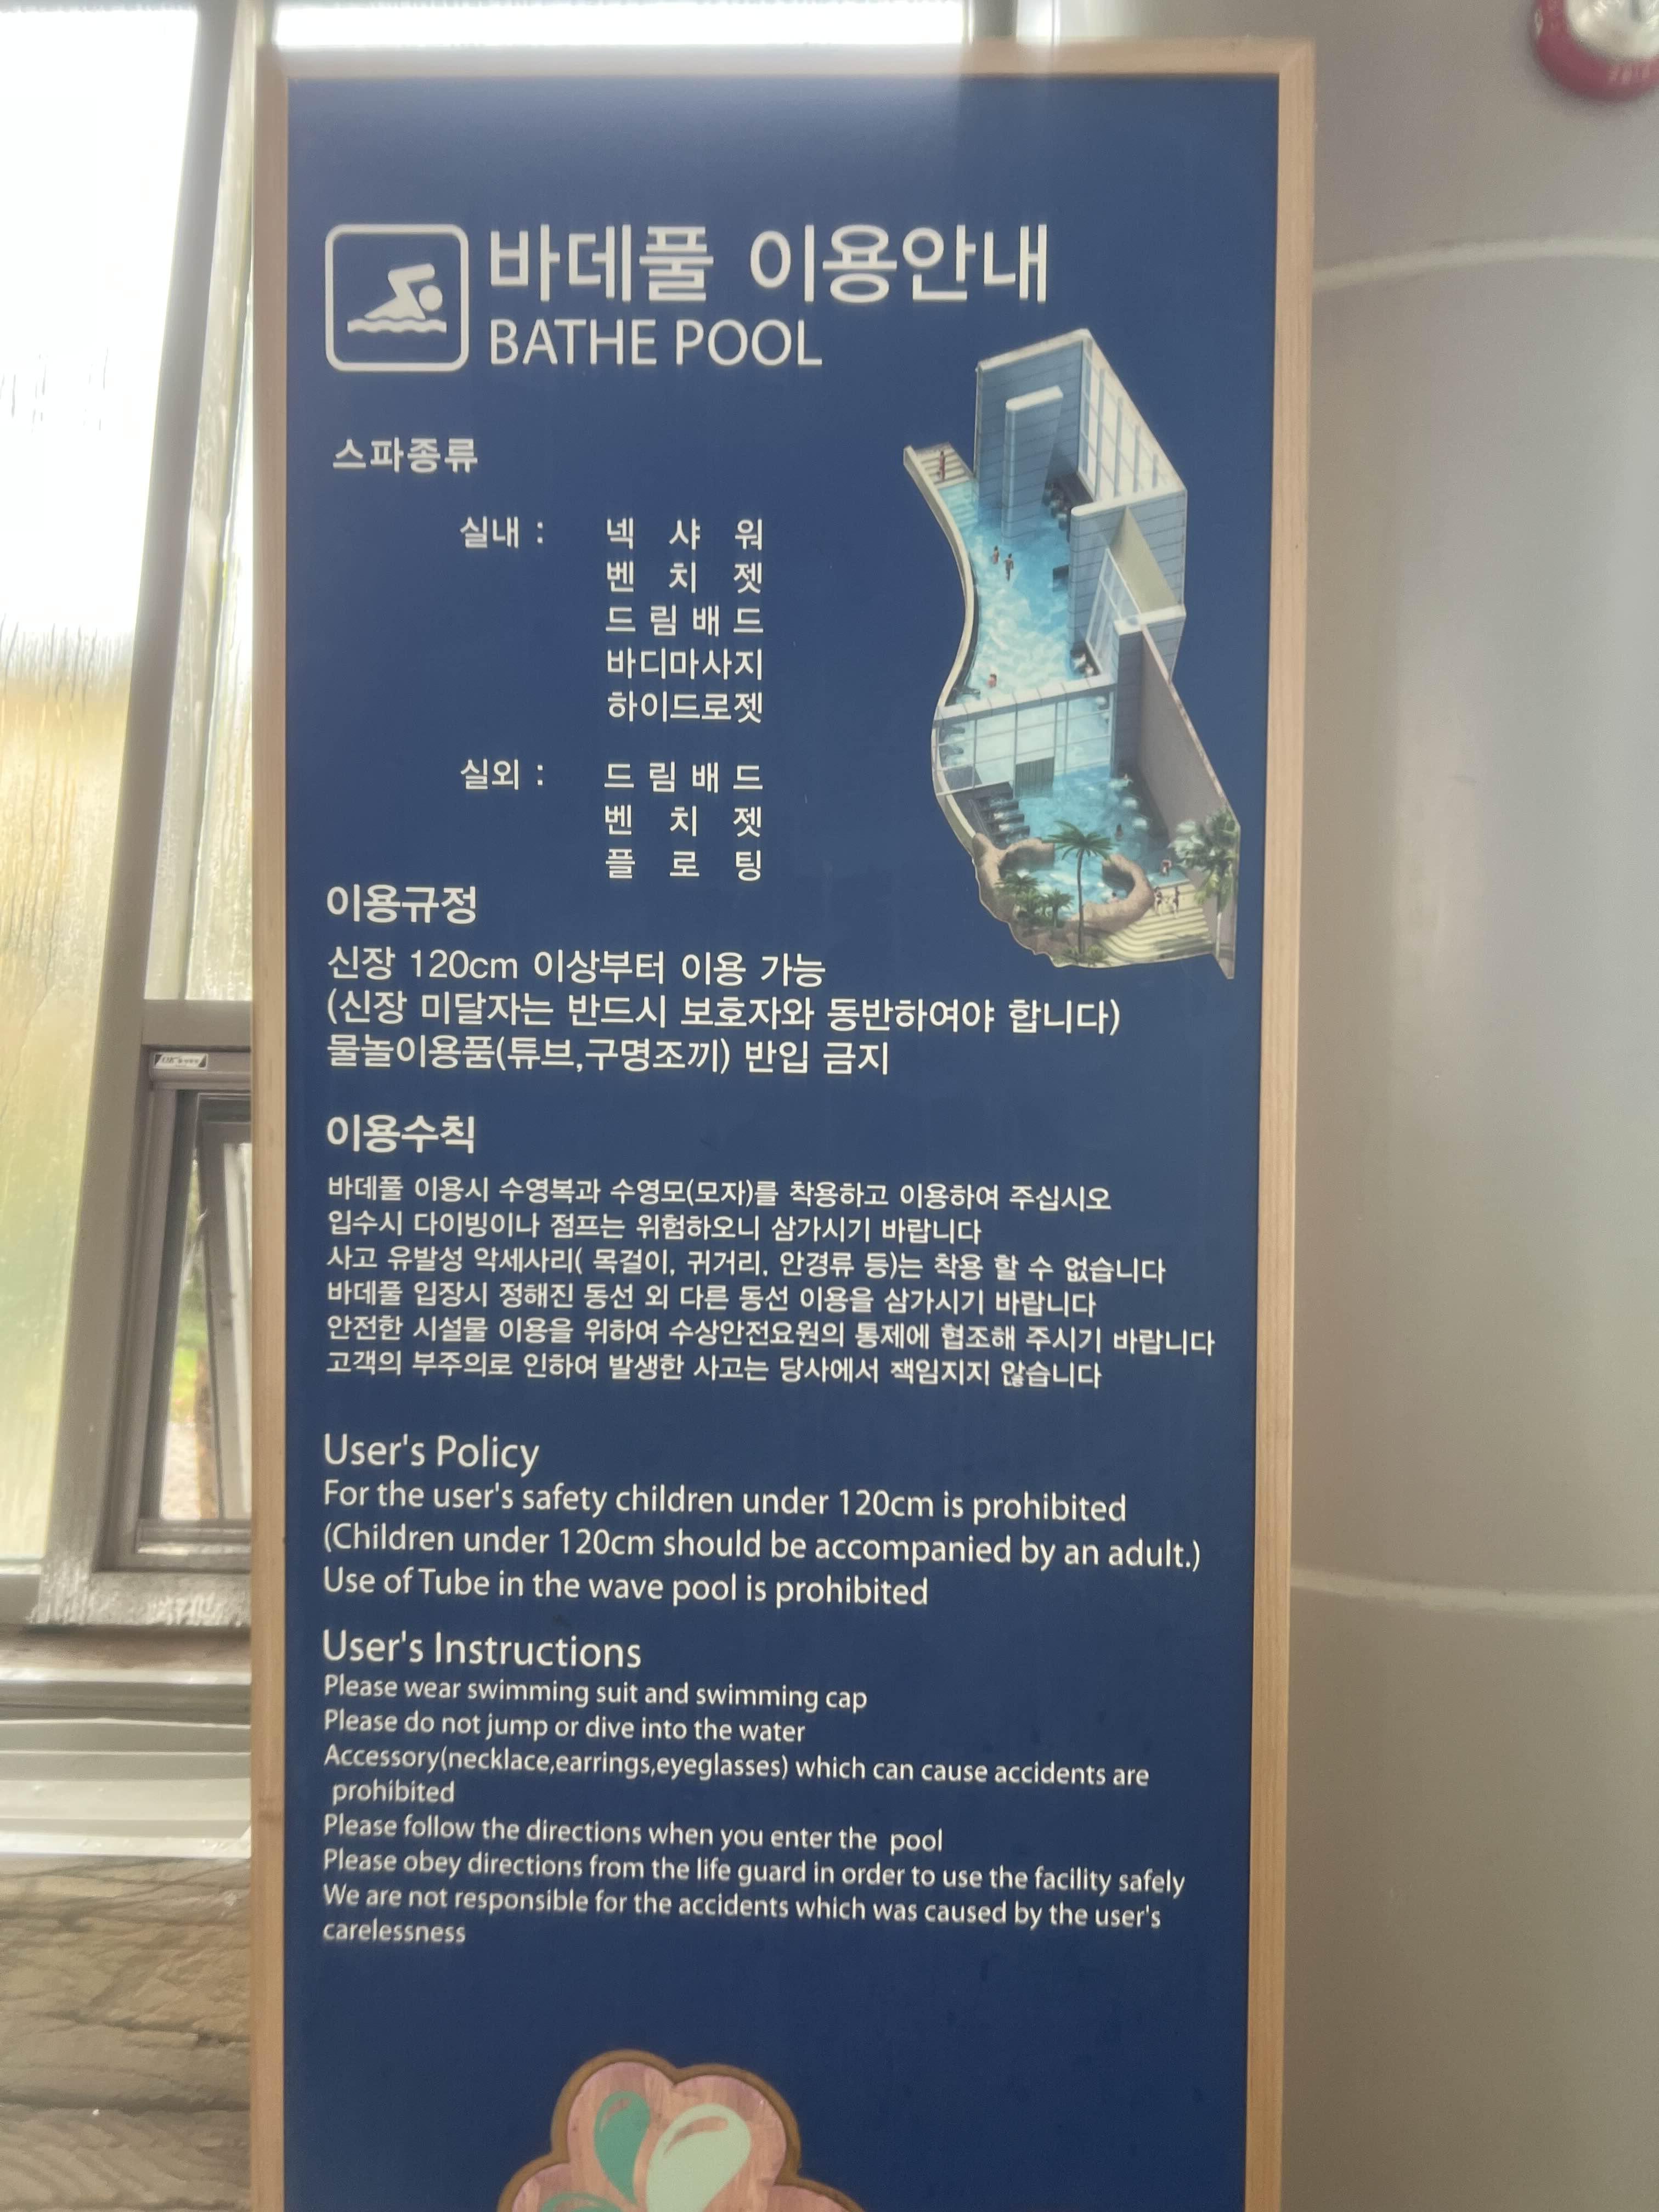 바데풀 이용안내
BATHE POOL
스파종류
실내 : 넥 샤 워
벤 치 젯
드 림 배 드
바디마사지
하이드로젯
실외 : 드 림 배 드
벤 치 젯
플 로 팅
이용규정
신장 120cm 이상부터 이용 가능
(신장 미달자는 반드시 보호자와 동반하여야 합니다)
물놀이용품(튜브,구명조끼) 반입 금지
이용수칙
바데풀 이용시 수영복과 수영모(모자)를 착용하고 이용하여 주십시오
입수시 다이빙이나 점프는 위험하오니 삼가시기 바랍니다
사고 유발성 악세사리( 목걸이, 귀거리, 안경류 등)는 착용 할 수 없습니다
바데풀 입장시 정해진 동선 외 다른 동선 이용을 삼가시기 바랍니다
안전한 시설물 이용을 위하여 수상안전요원의 통제에 협조해 주시기 바랍니다
고객의 부주의로 인하여 발생한 사고는 당사에서 책임지지 않습니다
User's Policy
For the user's safety children under 120cm is prohibited
(Children under 120cm should be accompanied by an adult.)
Use of Tube in the wave pool is prohibited
User's Instructions
Please wear swimming suit and swimming cap
Please do not jump or dive into the water
Accessory(necklace,earrings,eyeglasses) which can cause accidents are
prohibited
Please follow the directions when you enter the pool
Please obey directions from the life guard in order to use the facility safely
We are not responsible for the accidents which was caused by the user's
carelessness